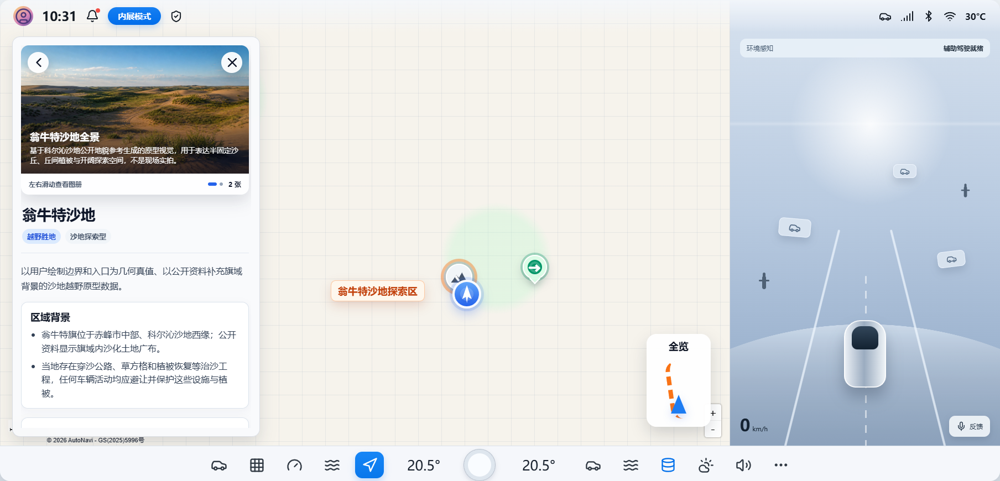 10:31
内展模式
30°C
翁牛特沙地全景
基于科尔沁沙地公开地貌参考生成的原型视觉，用于表达半固定沙
丘、丘间植被与开阔探索空间，不是现场实拍。
左右滑动查看图册
2 张
翁牛特沙地
越野胜地
沙地探索型
以用户绘制边界和入口为几何真值、以公开资料补充旗域
背景的沙地越野原型数据。
区域背景
翁牛特旗位于赤峰市中部、科尔沁沙地西缘；公开
资料显示旗域内沙化土地广布。
当地存在穿沙公路、草方格和植被恢复等治沙工
程，任何车辆活动均应避让并保护这些设施与植
被。
© 2026 AutoNavi - GS(2025)5996号
翁牛特沙地探索区
全览
+
-
环境感知
辅助驾驶就绪
0 km/h
反馈
20.5°
20.5°